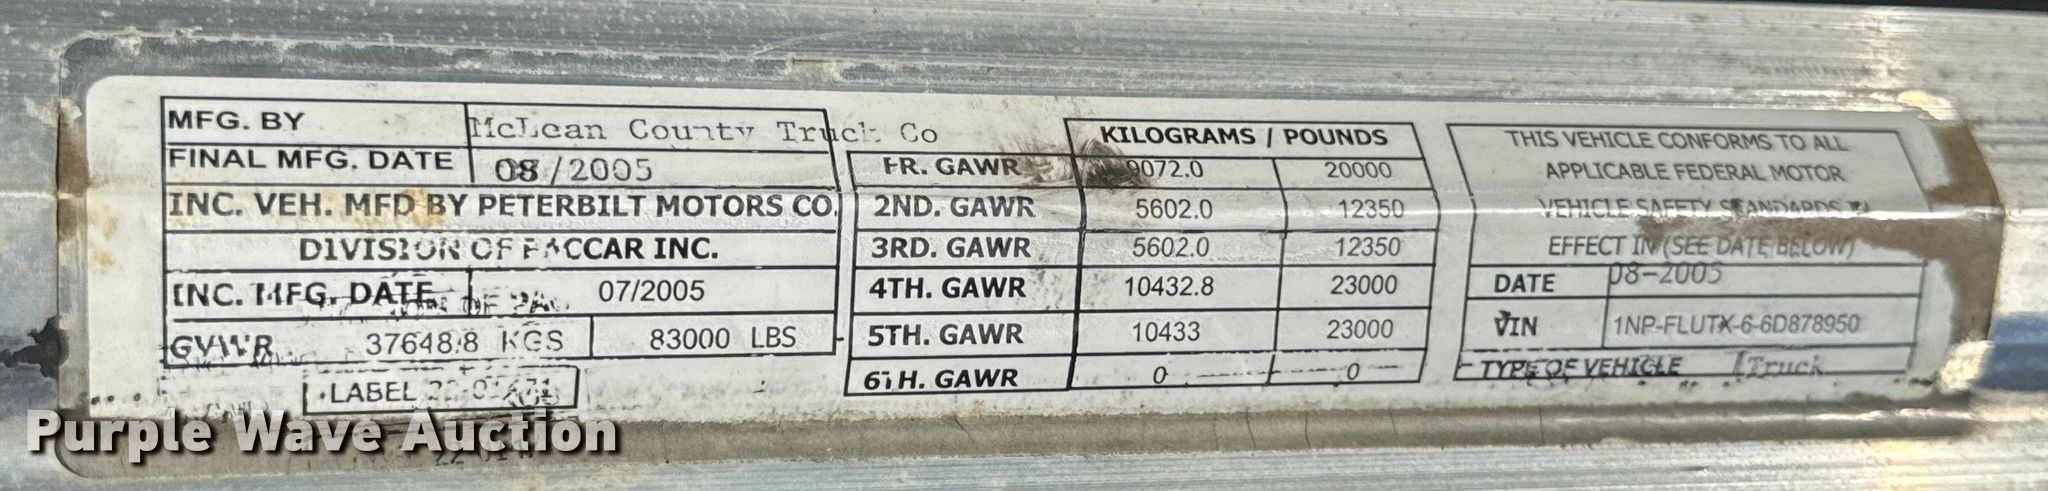 MFG. BY McLean County Truck Co
FINAL MFG. DATE 08/2005
INC. VEH. MFD BY PETERBILT MOTORS CO.
DIVISION OF PACCAR INC.
INC. MFG. DATE 07/2005
GVWR 37648.8 KGS 83000 LBS
LABEL
KILOGRAMS / POUNDS
FR. GAWR 9072.0 20000
2ND. GAWR 5602.0 12350
3RD. GAWR 5602.0 12350
4TH. GAWR 10432.8 23000
5TH. GAWR 10433 23000
6TH. GAWR 0 0
THIS VEHICLE CONFORMS TO ALL
APPLICABLE FEDERAL MOTOR
VEHICLE SAFETY STANDARDS IN
EFFECT IN (SEE DATE BELOW)
DATE 08-2005
VIN 1NP-FLUTX-6-6D878950
TYPE OF VEHICLE Truck
Purple Wave Auction